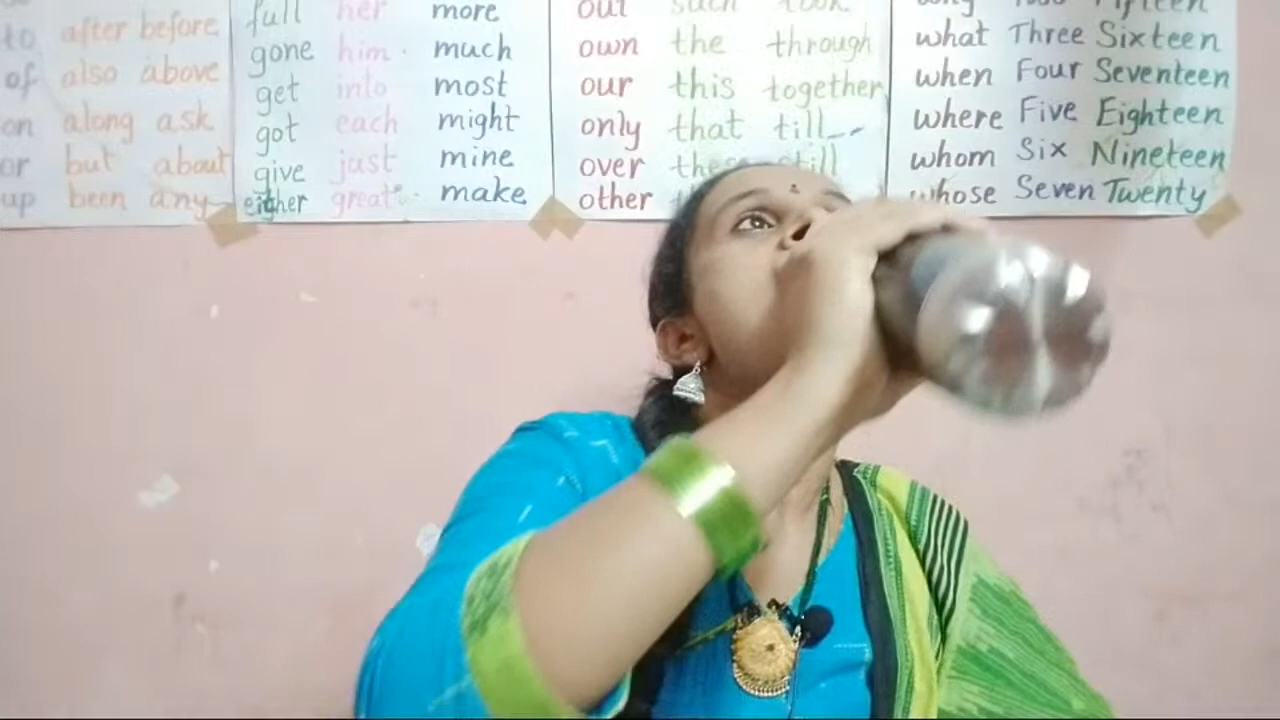 to after before
of also above
on along ask
or but about
up been any
full her more
gone him much
get into most
got each might
give just mine
either great make
out such took
own the through
our this together
only that till
over still
other
why Fifteen
what Three Sixteen
when Four Seventeen
where Five Eighteen
whom Six Nineteen
whose Seven Twenty